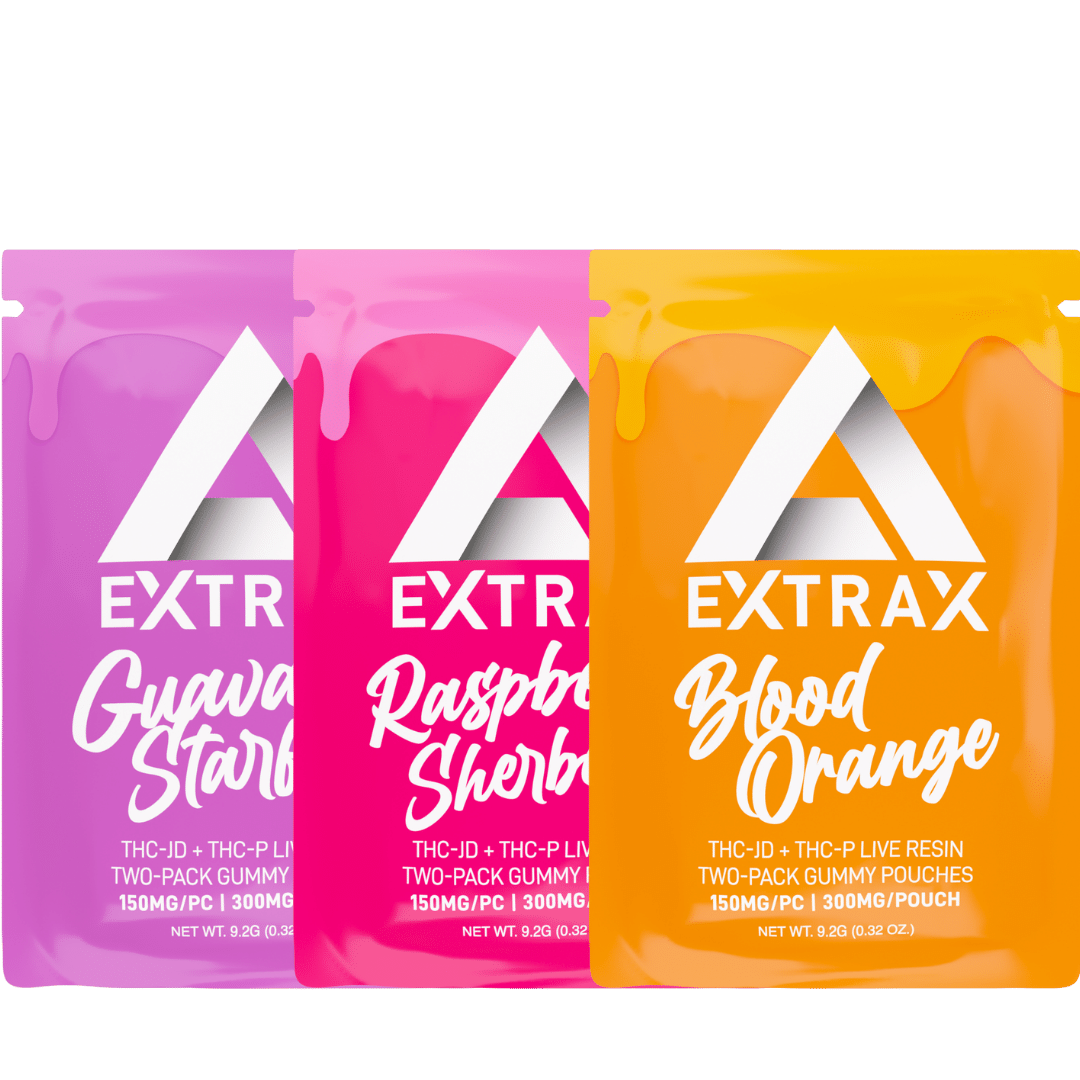 EXTR
Guava
THC-JD + THC-P
TWO-PACK GUMMY
150MG/PC | 300MG
NET WT. 9.2G (0.32
EXTRA
THC-JD + THC-P
TWO-PACK GUMMY
150MG/PC | 300MG/
NET WT. 9.2G (0.32
EXTRAX
Blood
Orange
THC-JD + THC-P LIVE RESIN
TWO-PACK GUMMY POUCHES
150MG/PC | 300MG/POUCH
NET WT. 9.2G (0.32 OZ.)